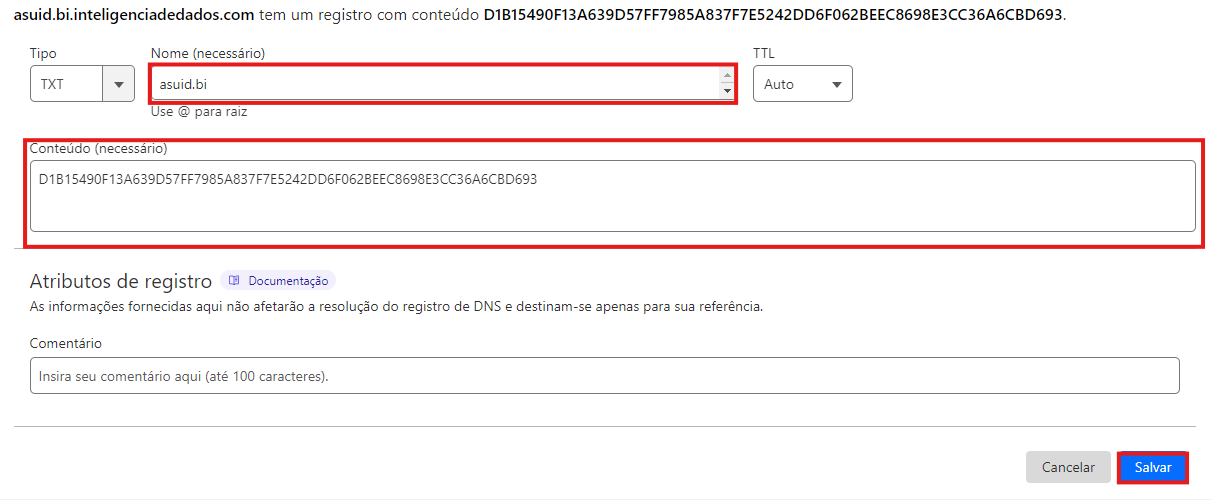 asuid.bi.inteligenciadedados.com tem um registro com conteúdo D1B15490F13A639D57FF7985A837F7E5242DD6F062BEEC8698E3CC36A6CBD693.
Tipo
Nome (necessário)
TTL
TXT
asuid.bi
Auto
Use @ para raiz
Conteúdo (necessário)
D1B15490F13A639D57FF7985A837F7E5242DD6F062BEEC8698E3CC36A6CBD693
Atributos de registro
Documentação
As informações fornecidas aqui não afetarão a resolução do registro de DNS e destinam-se apenas para sua referência.
Comentário
Insira seu comentário aqui (até 100 caracteres).
Cancelar
Salvar